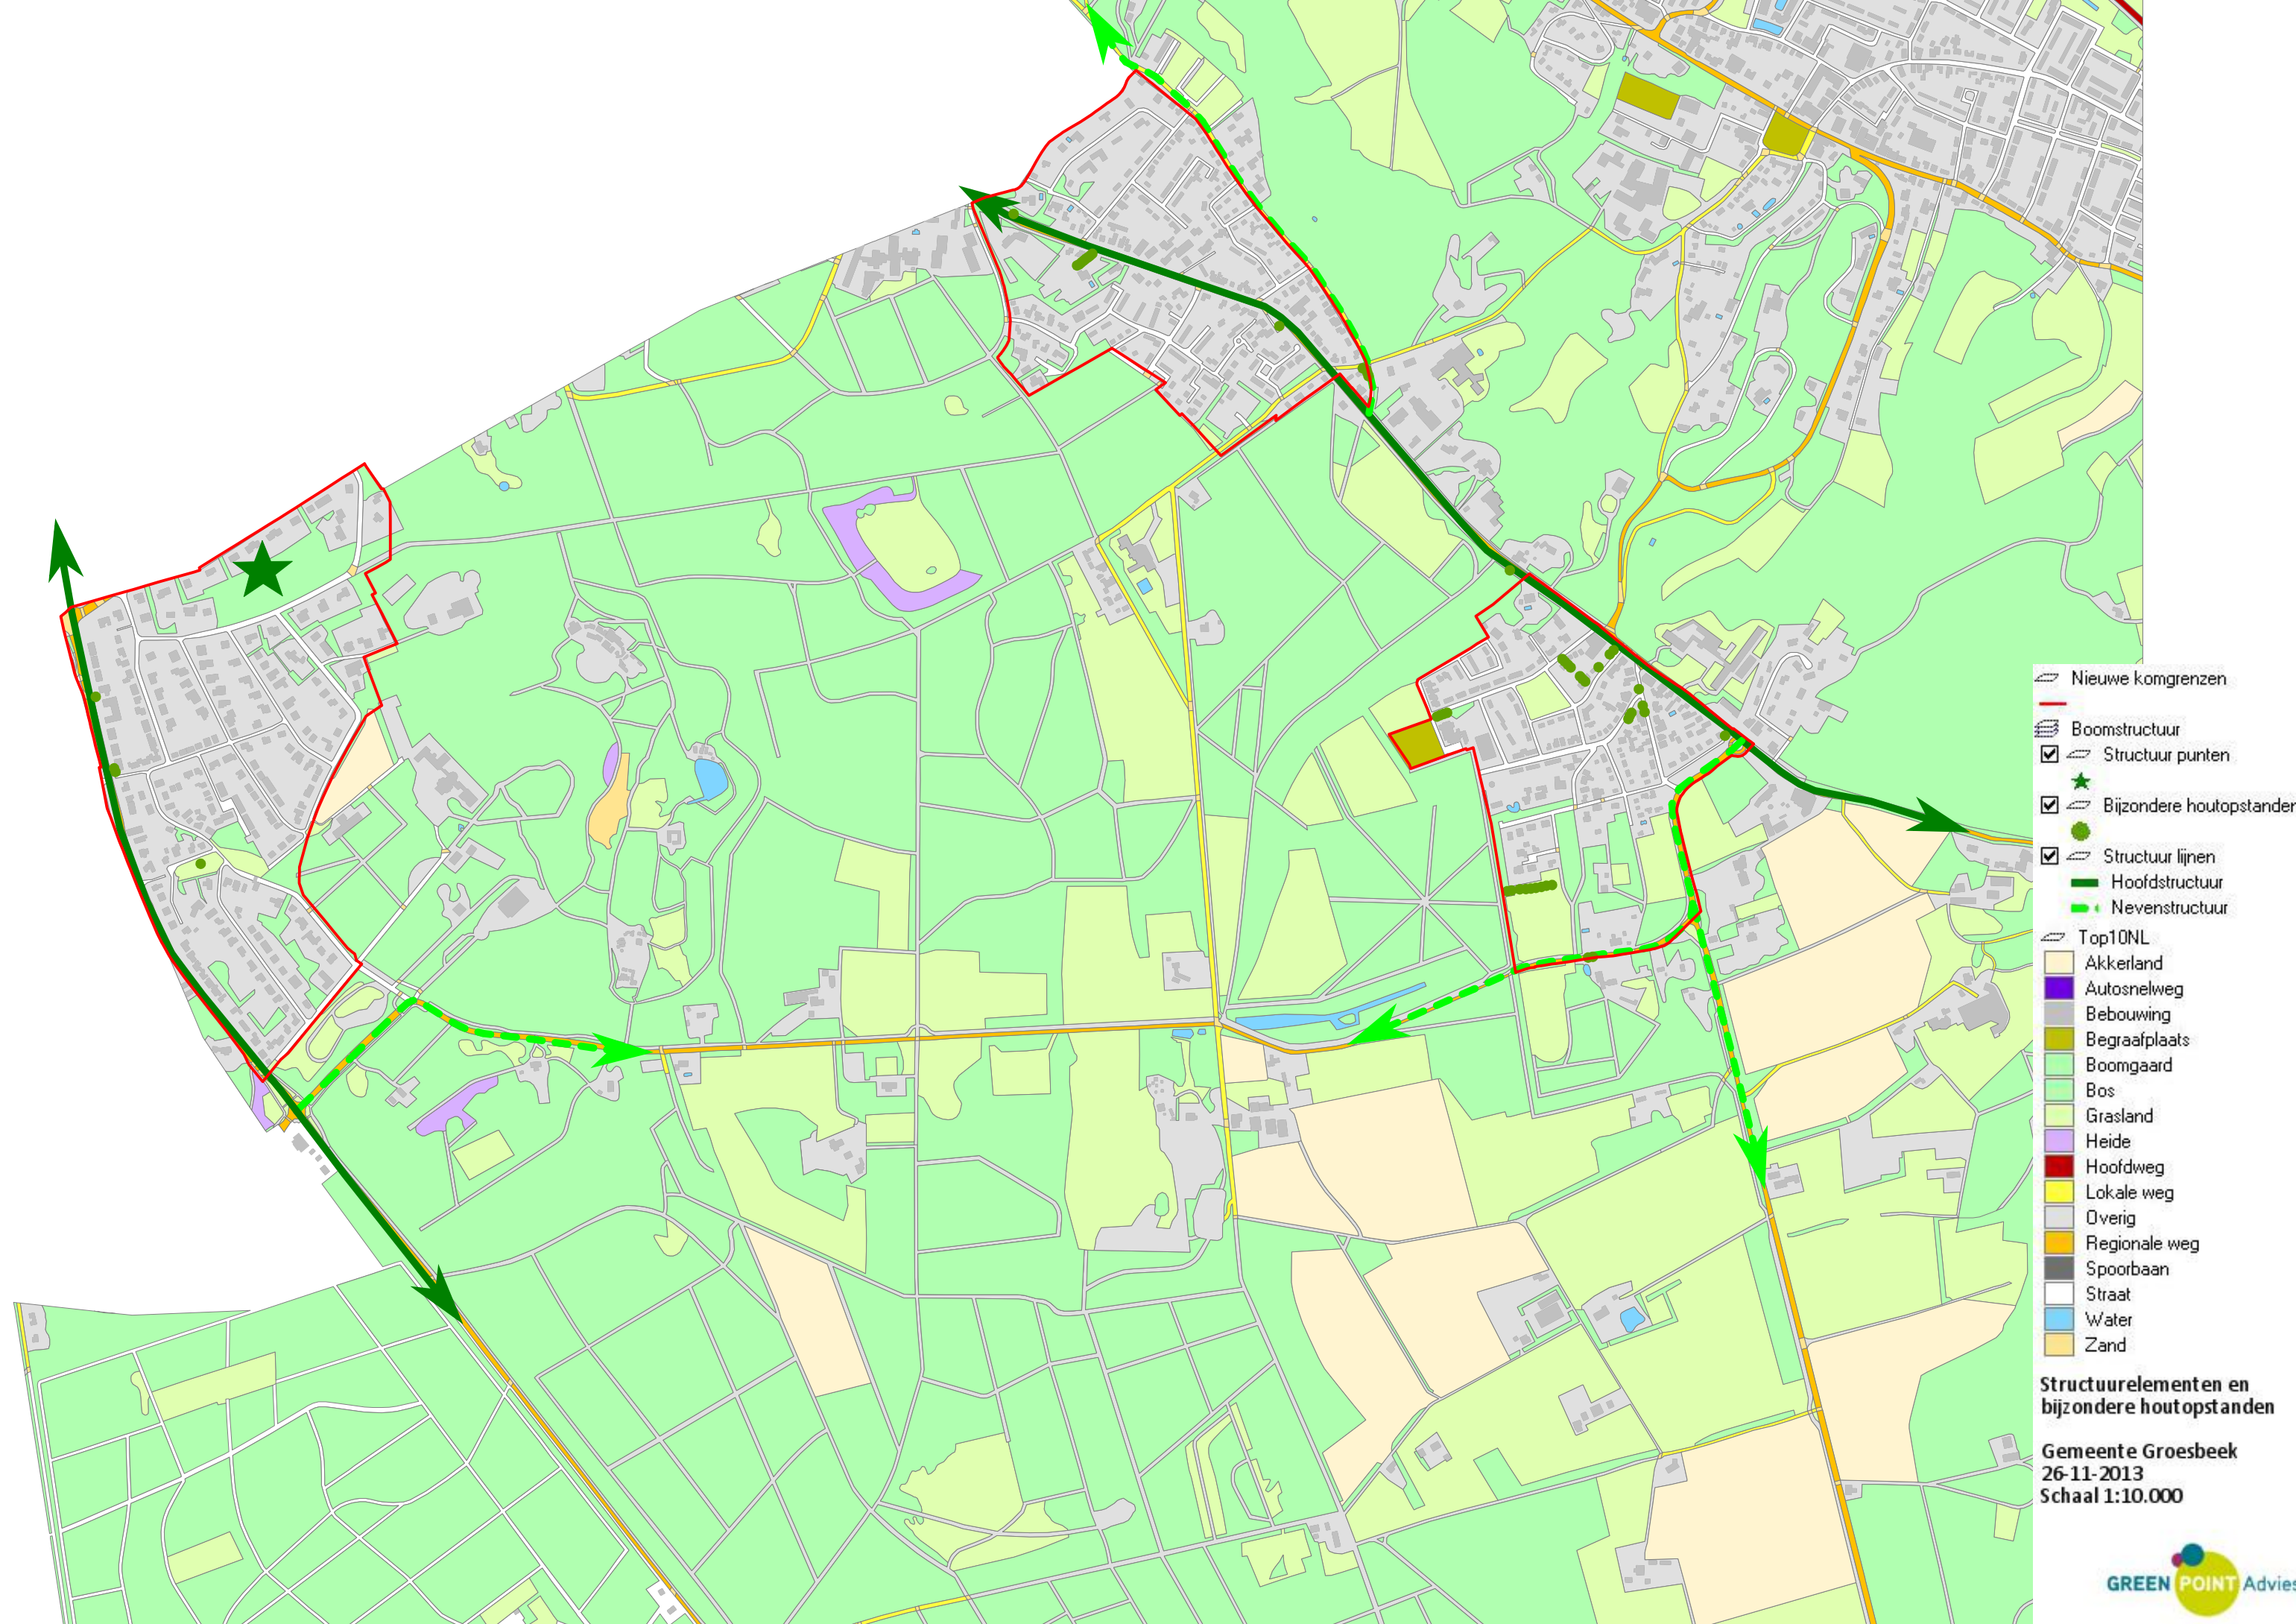 Nieuwe komgrenzen
Boomstructuur
Structuur punten
Bijzondere houtopstanden
Structuur lijnen
Hoofdstructuur
Nevenstructuur
Top10NL
Akkerland
Autosnelweg
Bebouwing
Begraafplaats
Boomgaard
Bos
Grasland
Heide
Hoofdweg
Lokale weg
Overig
Regionale weg
Spoorbaan
Straat
Water
Zand
Structuurelementen en
bijzondere houtopstanden
Gemeente Groesbeek
26-11-2013
Schaal 1:10.000
GREEN POINT Advies